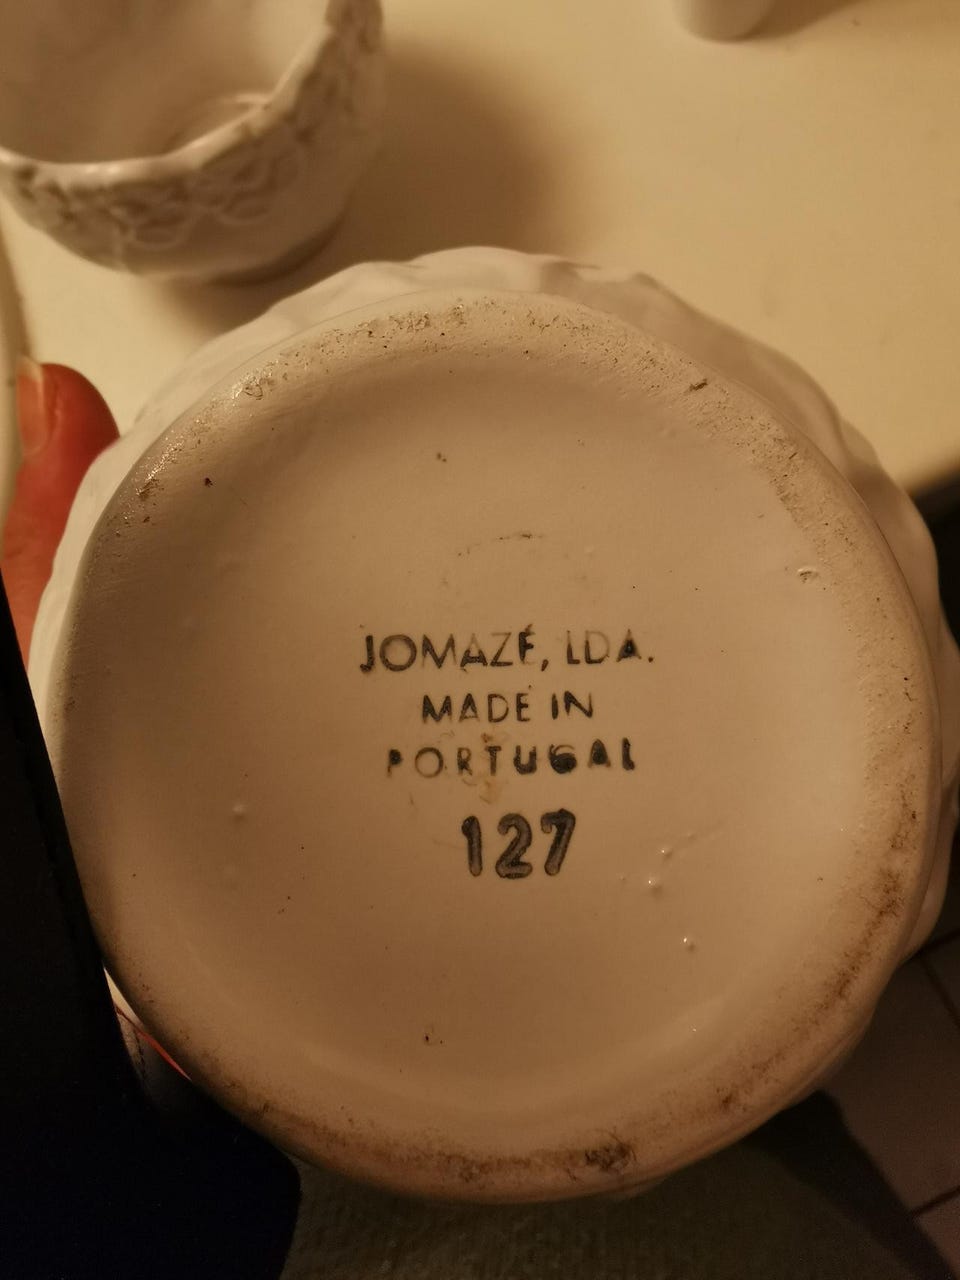 JOMAZÉ, LDA.
MADE IN
PORTUGAL
127